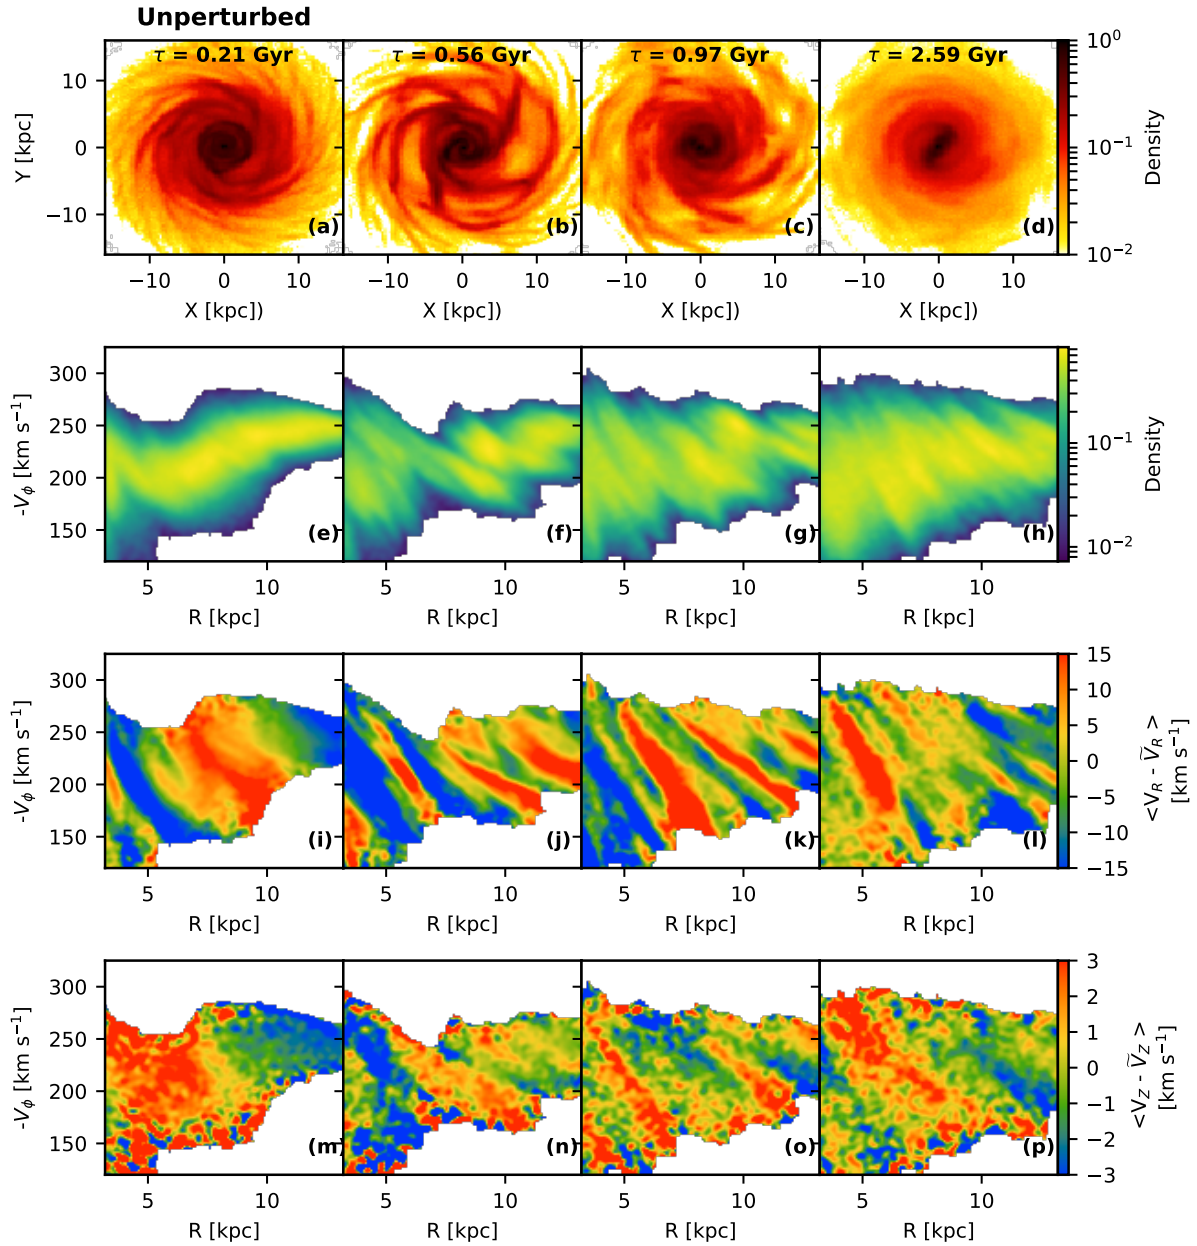 Unperturbed
τ = 0.21 Gyr τ = 0.56 Gyr τ = 0.97 Gyr τ = 2.59 Gyr
10
0
−10
Y [kpc]
(a) (b) (c) (d)
10⁰
10⁻¹
10⁻²
Density
−10 0 10 −10 0 10 −10 0 10 −10 0 10
X [kpc]) X [kpc]) X [kpc]) X [kpc])
300
250
200
150
-V_ϕ [km s⁻¹]
(e) (f) (g) (h)
10⁻¹
10⁻²
Density
5 10 5 10 5 10 5 10
R [kpc] R [kpc] R [kpc] R [kpc]
300
250
200
150
-V_ϕ [km s⁻¹]
(i) (j) (k) (l)
15
10
5
0
−5
−10
−15
<V_R - Ṽ_R >
[km s⁻¹]
5 10 5 10 5 10 5 10
R [kpc] R [kpc] R [kpc] R [kpc]
300
250
200
150
-V_ϕ [km s⁻¹]
(m) (n) (o) (p)
3
2
1
0
−1
−2
−3
<V_Z - Ṽ_Z >
[km s⁻¹]
5 10 5 10 5 10 5 10
R [kpc] R [kpc] R [kpc] R [kpc]